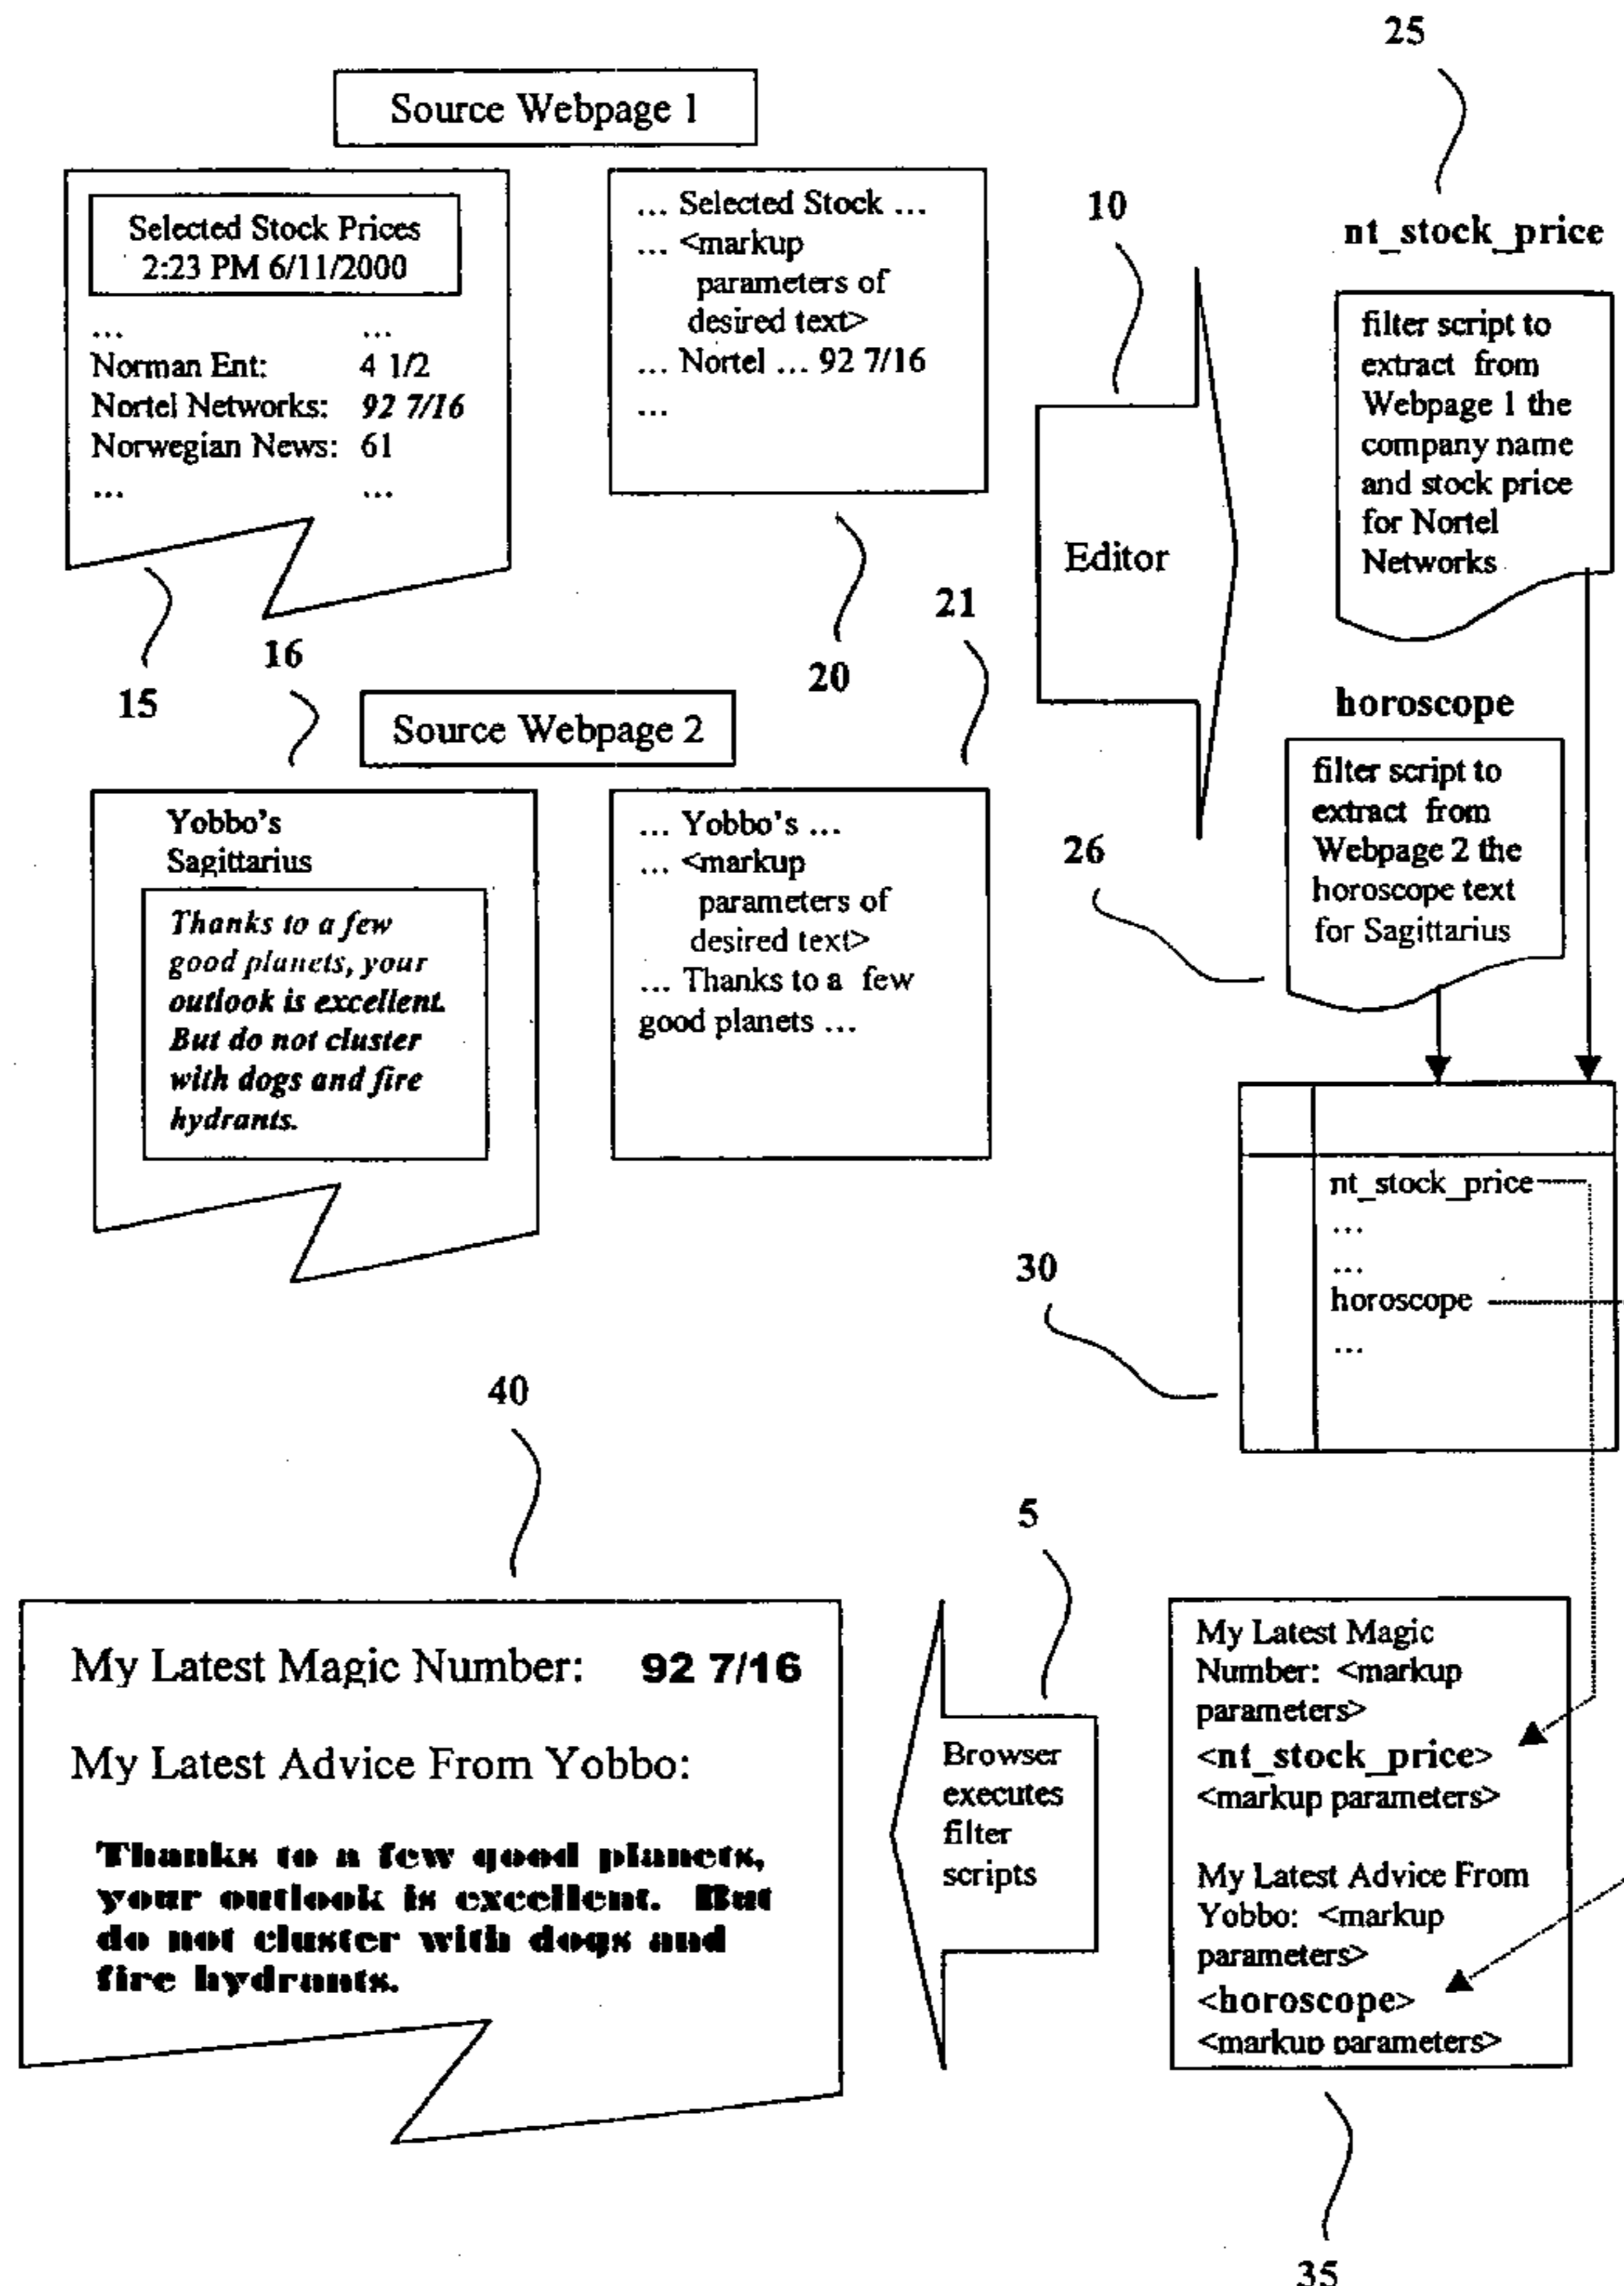 25
Source Webpage 1
Selected Stock Prices
2:23 PM 6/11/2000
... ...
Norman Ent: 4 1/2
Nortel Networks: 92 7/16
Norwegian News: 61
... ...
15
... Selected Stock ...
... <markup
parameters of
desired text>
... Nortel ... 92 7/16
...
20
10
Editor
nt_stock_price
filter script to
extract from
Webpage 1 the
company name
and stock price
for Nortel
Networks
16
Source Webpage 2
21
Yobbo's
Sagittarius
Thanks to a few
good planets, your
outlook is excellent.
But do not cluster
with dogs and fire
hydrants.
... Yobbo's ...
... <markup
parameters of
desired text>
... Thanks to a few
good planets ...
horoscope
26
filter script to
extract from
Webpage 2 the
horoscope text
for Sagittarius
30
nt_stock_price
...
...
horoscope
...
40
My Latest Magic Number: 92 7/16
My Latest Advice From Yobbo:
Thanks to a few good planets,
your outlook is excellent. But
do not cluster with dogs and
fire hydrants.
5
Browser
executes
filter
scripts
My Latest Magic
Number: <markup
parameters>
<nt_stock_price>
<markup parameters>
My Latest Advice From
Yobbo: <markup
parameters>
<horoscope>
<markup parameters>
35